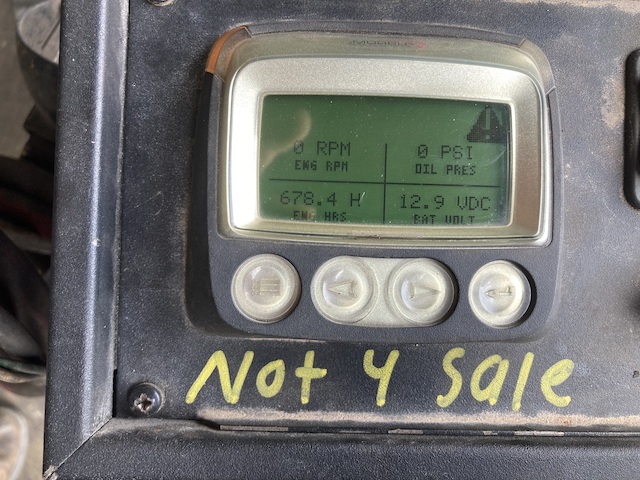 0 RPM
ENG RPM
0 PSI
OIL PRES
678.4 H
ENG HRS
12.9 VDC
BAT VOLT
Not 4 Sale